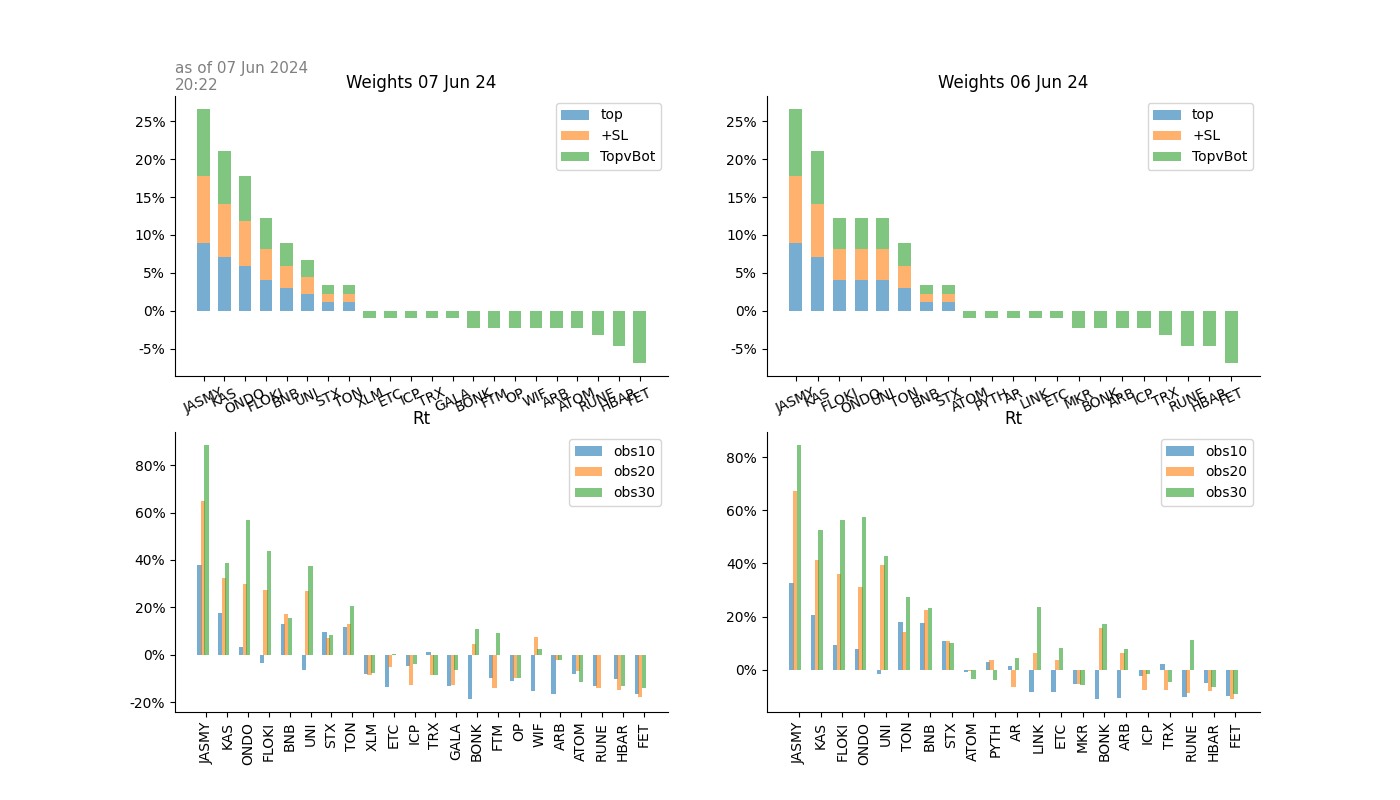 as of 07 Jun 2024
20:22
Weights 07 Jun 24
25%
20%
15%
10%
5%
0%
-5%
top
+SL
TopvBot
JASMY KAS ONDO FLOKI BNB UNI STX TON XLM ETC ICP TRX GALA BONK FTM OP WIF ARB ATOM RUNE HBAR FET
Weights 06 Jun 24
25%
20%
15%
10%
5%
0%
-5%
top
+SL
TopvBot
JASMY KAS FLOKI ONDO UNI TON BNB STX ATOM PYTH AR LINK ETC MKR BONK ARB ICP TRX RUNE HBAR FET
Rt
80%
60%
40%
20%
0%
-20%
obs10
obs20
obs30
JASMY KAS ONDO FLOKI BNB UNI STX TON XLM ETC ICP TRX GALA BONK FTM OP WIF ARB ATOM RUNE HBAR FET
Rt
80%
60%
40%
20%
0%
obs10
obs20
obs30
JASMY KAS FLOKI ONDO UNI TON BNB STX ATOM PYTH AR LINK ETC MKR BONK ARB ICP TRX RUNE HBAR FET